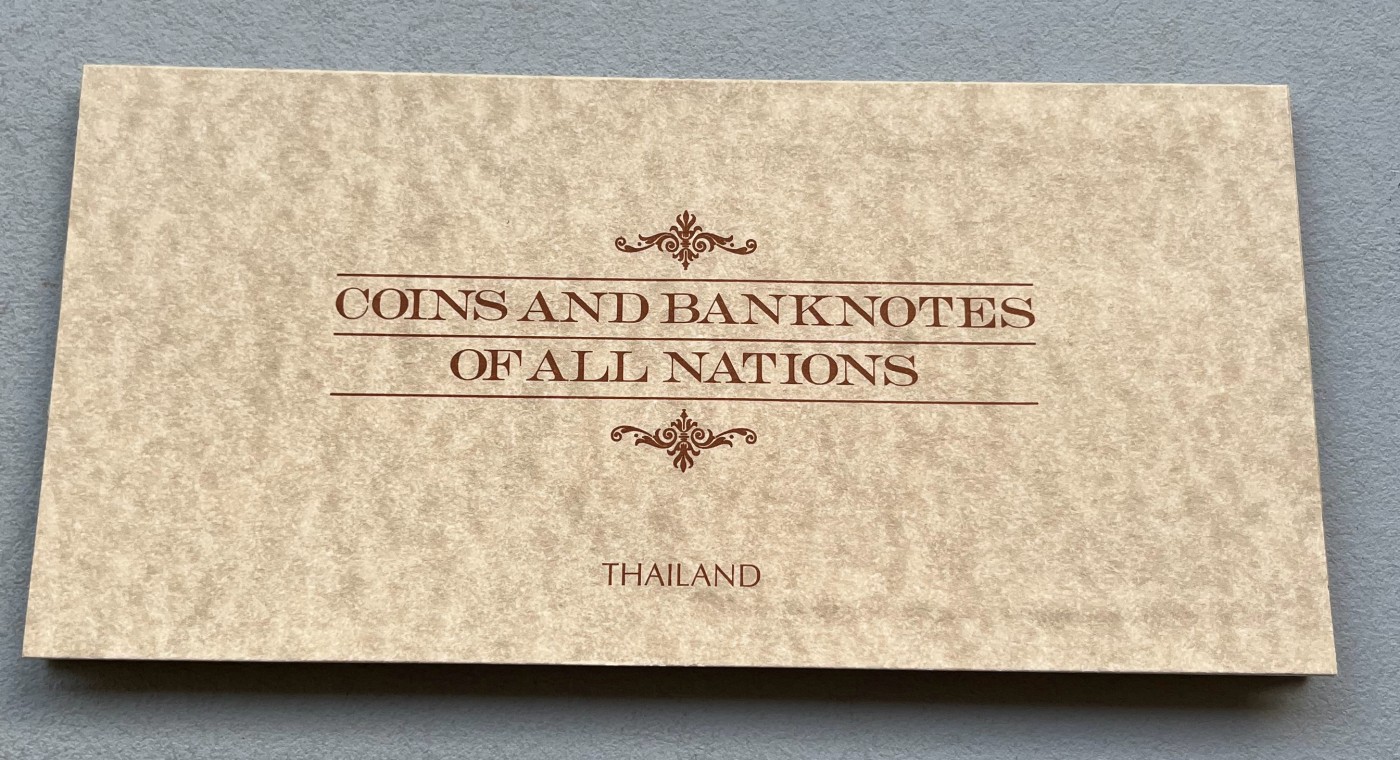 COINS AND BANKNOTES
OF ALL NATIONS
THAILAND